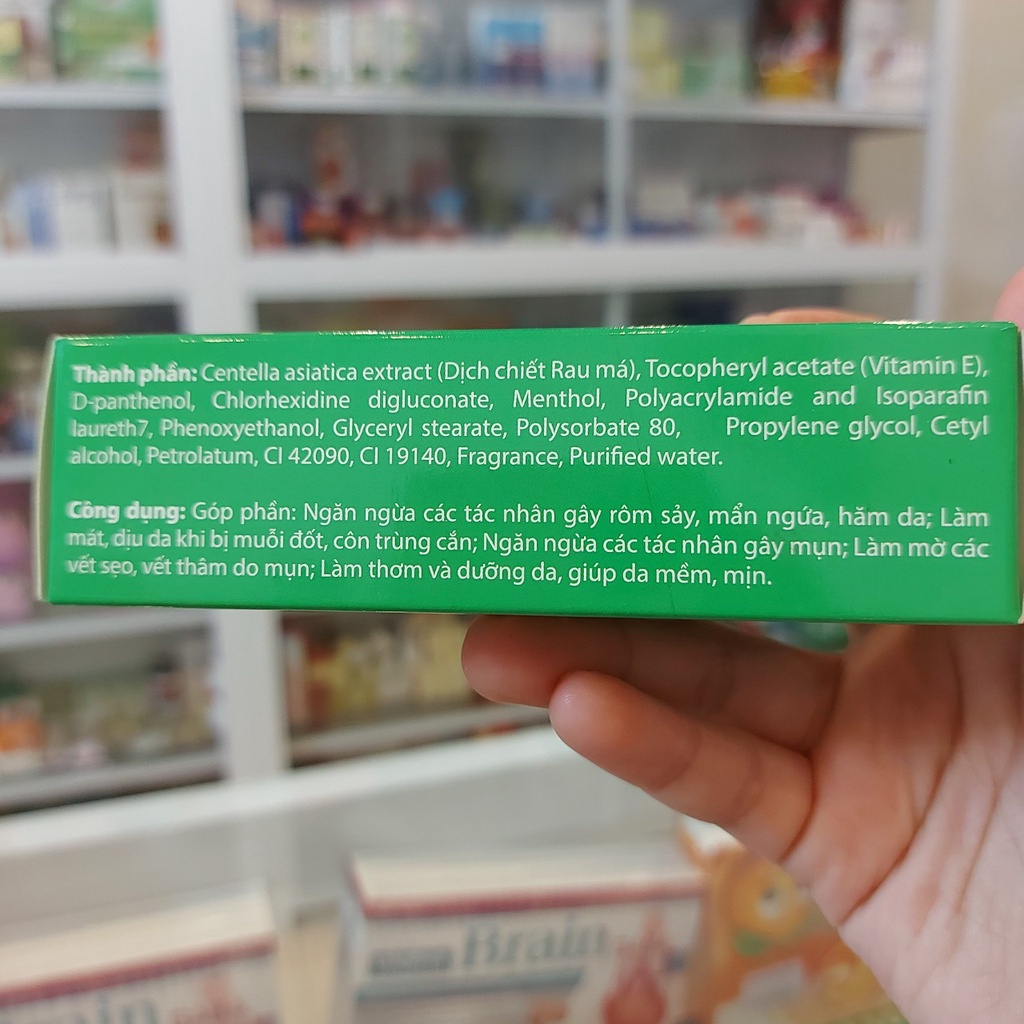 Thành phần: Centella asiatica extract (Dịch chiết Rau má), Tocopheryl acetate (Vitamin E),
D-panthenol, Chlorhexidine digluconate, Menthol, Polyacrylamide and Isoparafin
laureth7, Phenoxyethanol, Glyceryl stearate, Polysorbate 80, Propylene glycol, Cetyl
alcohol, Petrolatum, CI 42090, CI 19140, Fragrance, Purified water.
Công dụng: Góp phần: Ngăn ngừa các tác nhân gây rôm sảy, mẩn ngứa, hăm da; Làm
mát, dịu da khi bị muỗi đốt, côn trùng cắn; Ngăn ngừa các tác nhân gây mụn; Làm mờ các
vết sẹo, vết thâm do mụn; Làm thơm và dưỡng da, giúp da mềm, mịn.
Brain